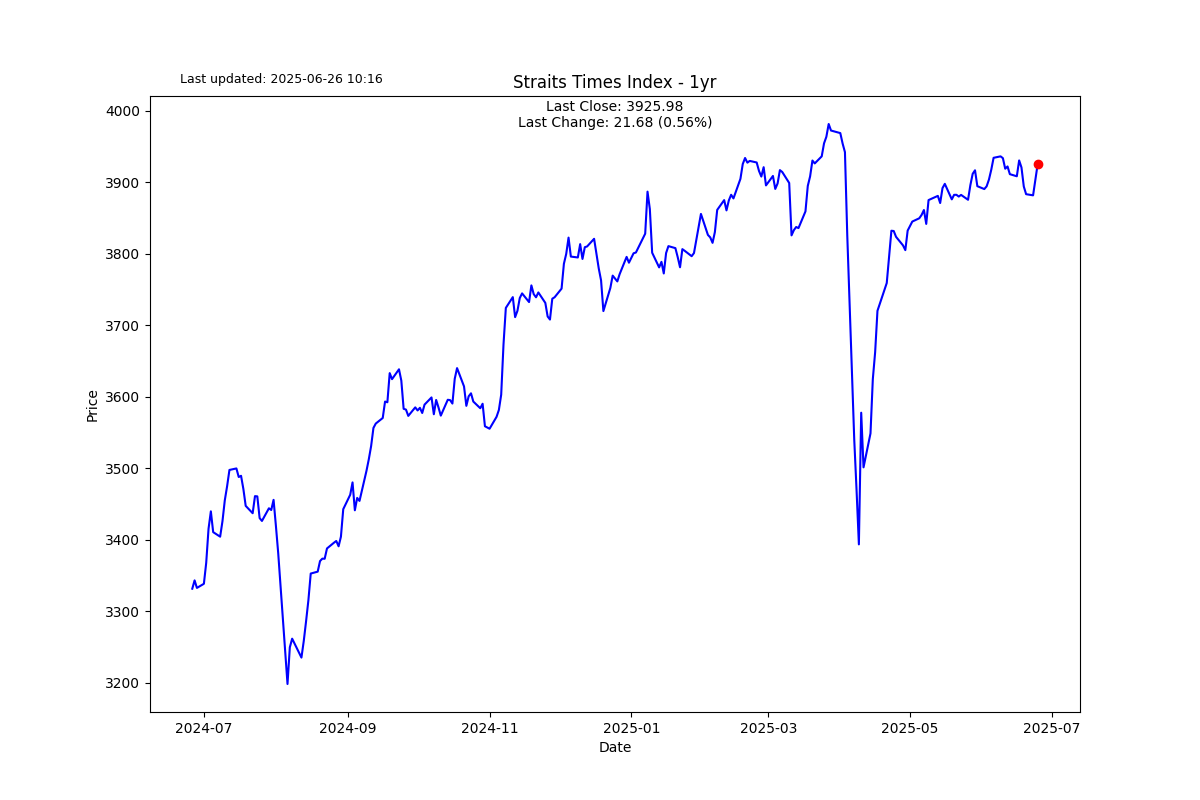 Last updated: 2025-06-26 10:16
Straits Times Index - 1yr
Last Close: 3925.98
Last Change: 21.68 (0.56%)
4000
3900
3800
3700
3600
3500
3400
3300
3200
Price
2024-07 2024-09 2024-11 2025-01 2025-03 2025-05 2025-07
Date